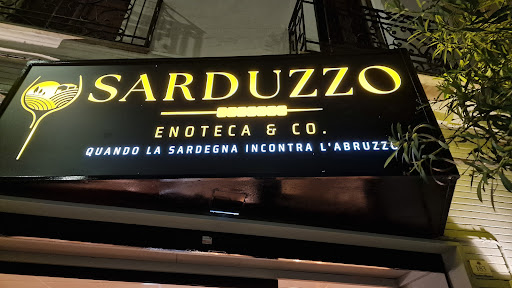 SARDUZZO
ENOTECA & CO.
QUANDO LA SARDEGNA INCONTRA L'ABRUZZO